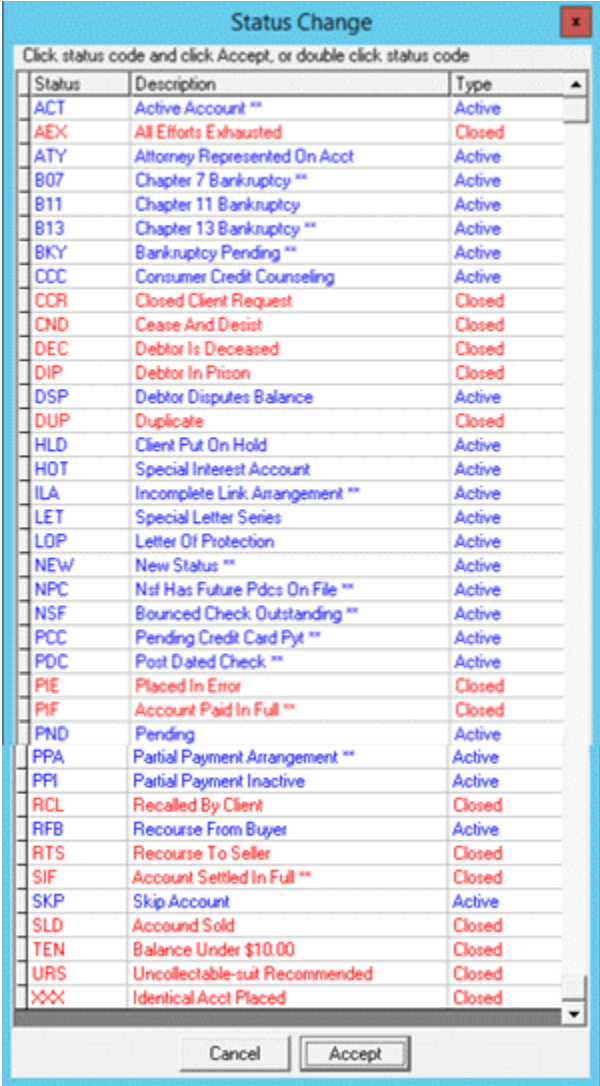 Status Change
x
Click status code and click Accept, or double click status code
Status Description Type
ACT Active Account ** Active
AEX All Efforts Exhausted Closed
ATY Attorney Represented On Acct Active
B07 Chapter 7 Bankruptcy ** Active
B11 Chapter 11 Bankruptcy Active
B13 Chapter 13 Bankruptcy ** Active
BKY Bankruptcy Pending ** Active
CCC Consumer Credit Counseling Active
CCR Closed Client Request Closed
CND Cease And Desist Closed
DEC Debtor Is Deceased Closed
DIP Debtor In Prison Closed
DSP Debtor Disputes Balance Active
DUP Duplicate Closed
HLD Client Put On Hold Active
HOT Special Interest Account Active
ILA Incomplete Link Arrangement ** Active
LET Special Letter Series Active
LOP Letter Of Protection Active
NEW New Status ** Active
NPC Nsf Has Future Pdcs On File ** Active
NSF Bounced Check Outstanding ** Active
PCC Pending Credit Card Pyt ** Active
PDC Post Dated Check ** Active
PIE Placed In Error Closed
PIF Account Paid In Full ** Closed
PND Pending Active
PPA Partial Payment Arrangement ** Active
PPI Partial Payment Inactive Active
RCL Recalled By Client Closed
RFB Recourse From Buyer Active
RTS Recourse To Seller Closed
SIF Account Settled In Full ** Closed
SKP Skip Account Active
SLD Accound Sold Closed
TEN Balance Under $10.00 Closed
URS Uncollectable-suit Recommended Closed
XXX Identical Acct Placed Closed
Cancel Accept